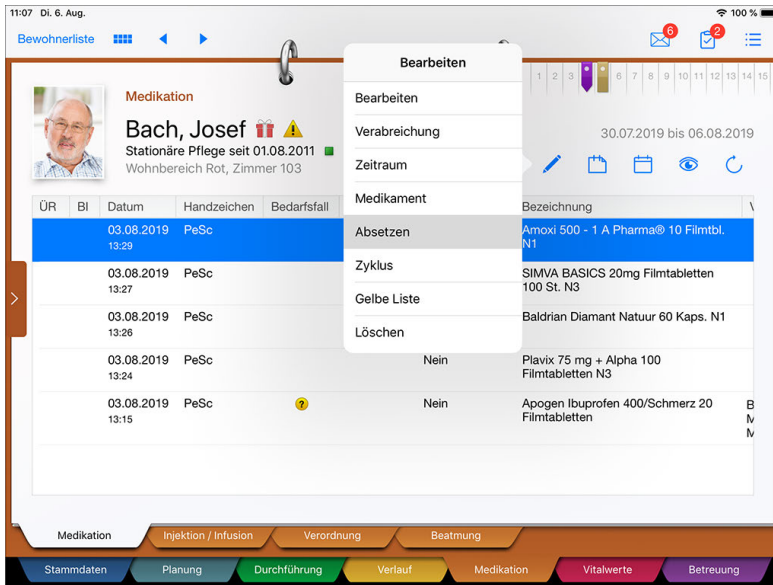 11:07 Di. 6. Aug.
100 %
Bewohnerliste
6
2
Bearbeiten
Bearbeiten
Verabreichung
Zeitraum
Medikament
Absetzen
Zyklus
Gelbe Liste
Löschen
1 2 3 6 7 8 9 10 11 12 13 14 15
Medikation
Bach, Josef
Stationäre Pflege seit 01.08.2011
Wohnbereich Rot, Zimmer 103
30.07.2019 bis 06.08.2019
ÜR BI Datum Handzeichen Bedarfsfall Bezeichnung
03.08.2019 PeSc Amoxi 500 - 1 A Pharma® 10 Filmtbl.
13:29 N1
03.08.2019 PeSc SIMVA BASICS 20mg Filmtabletten
13:27 100 St. N3
03.08.2019 PeSc Baldrian Diamant Natuur 60 Kaps. N1
13:26
03.08.2019 PeSc Nein Plavix 75 mg + Alpha 100
13:24 Filmtabletten N3
03.08.2019 PeSc ? Nein Apogen Ibuprofen 400/Schmerz 20
13:15 Filmtabletten
Medikation Injektion / Infusion Verordnung Beatmung
Stammdaten Planung Durchführung Verlauf Medikation Vitalwerte Betreuung